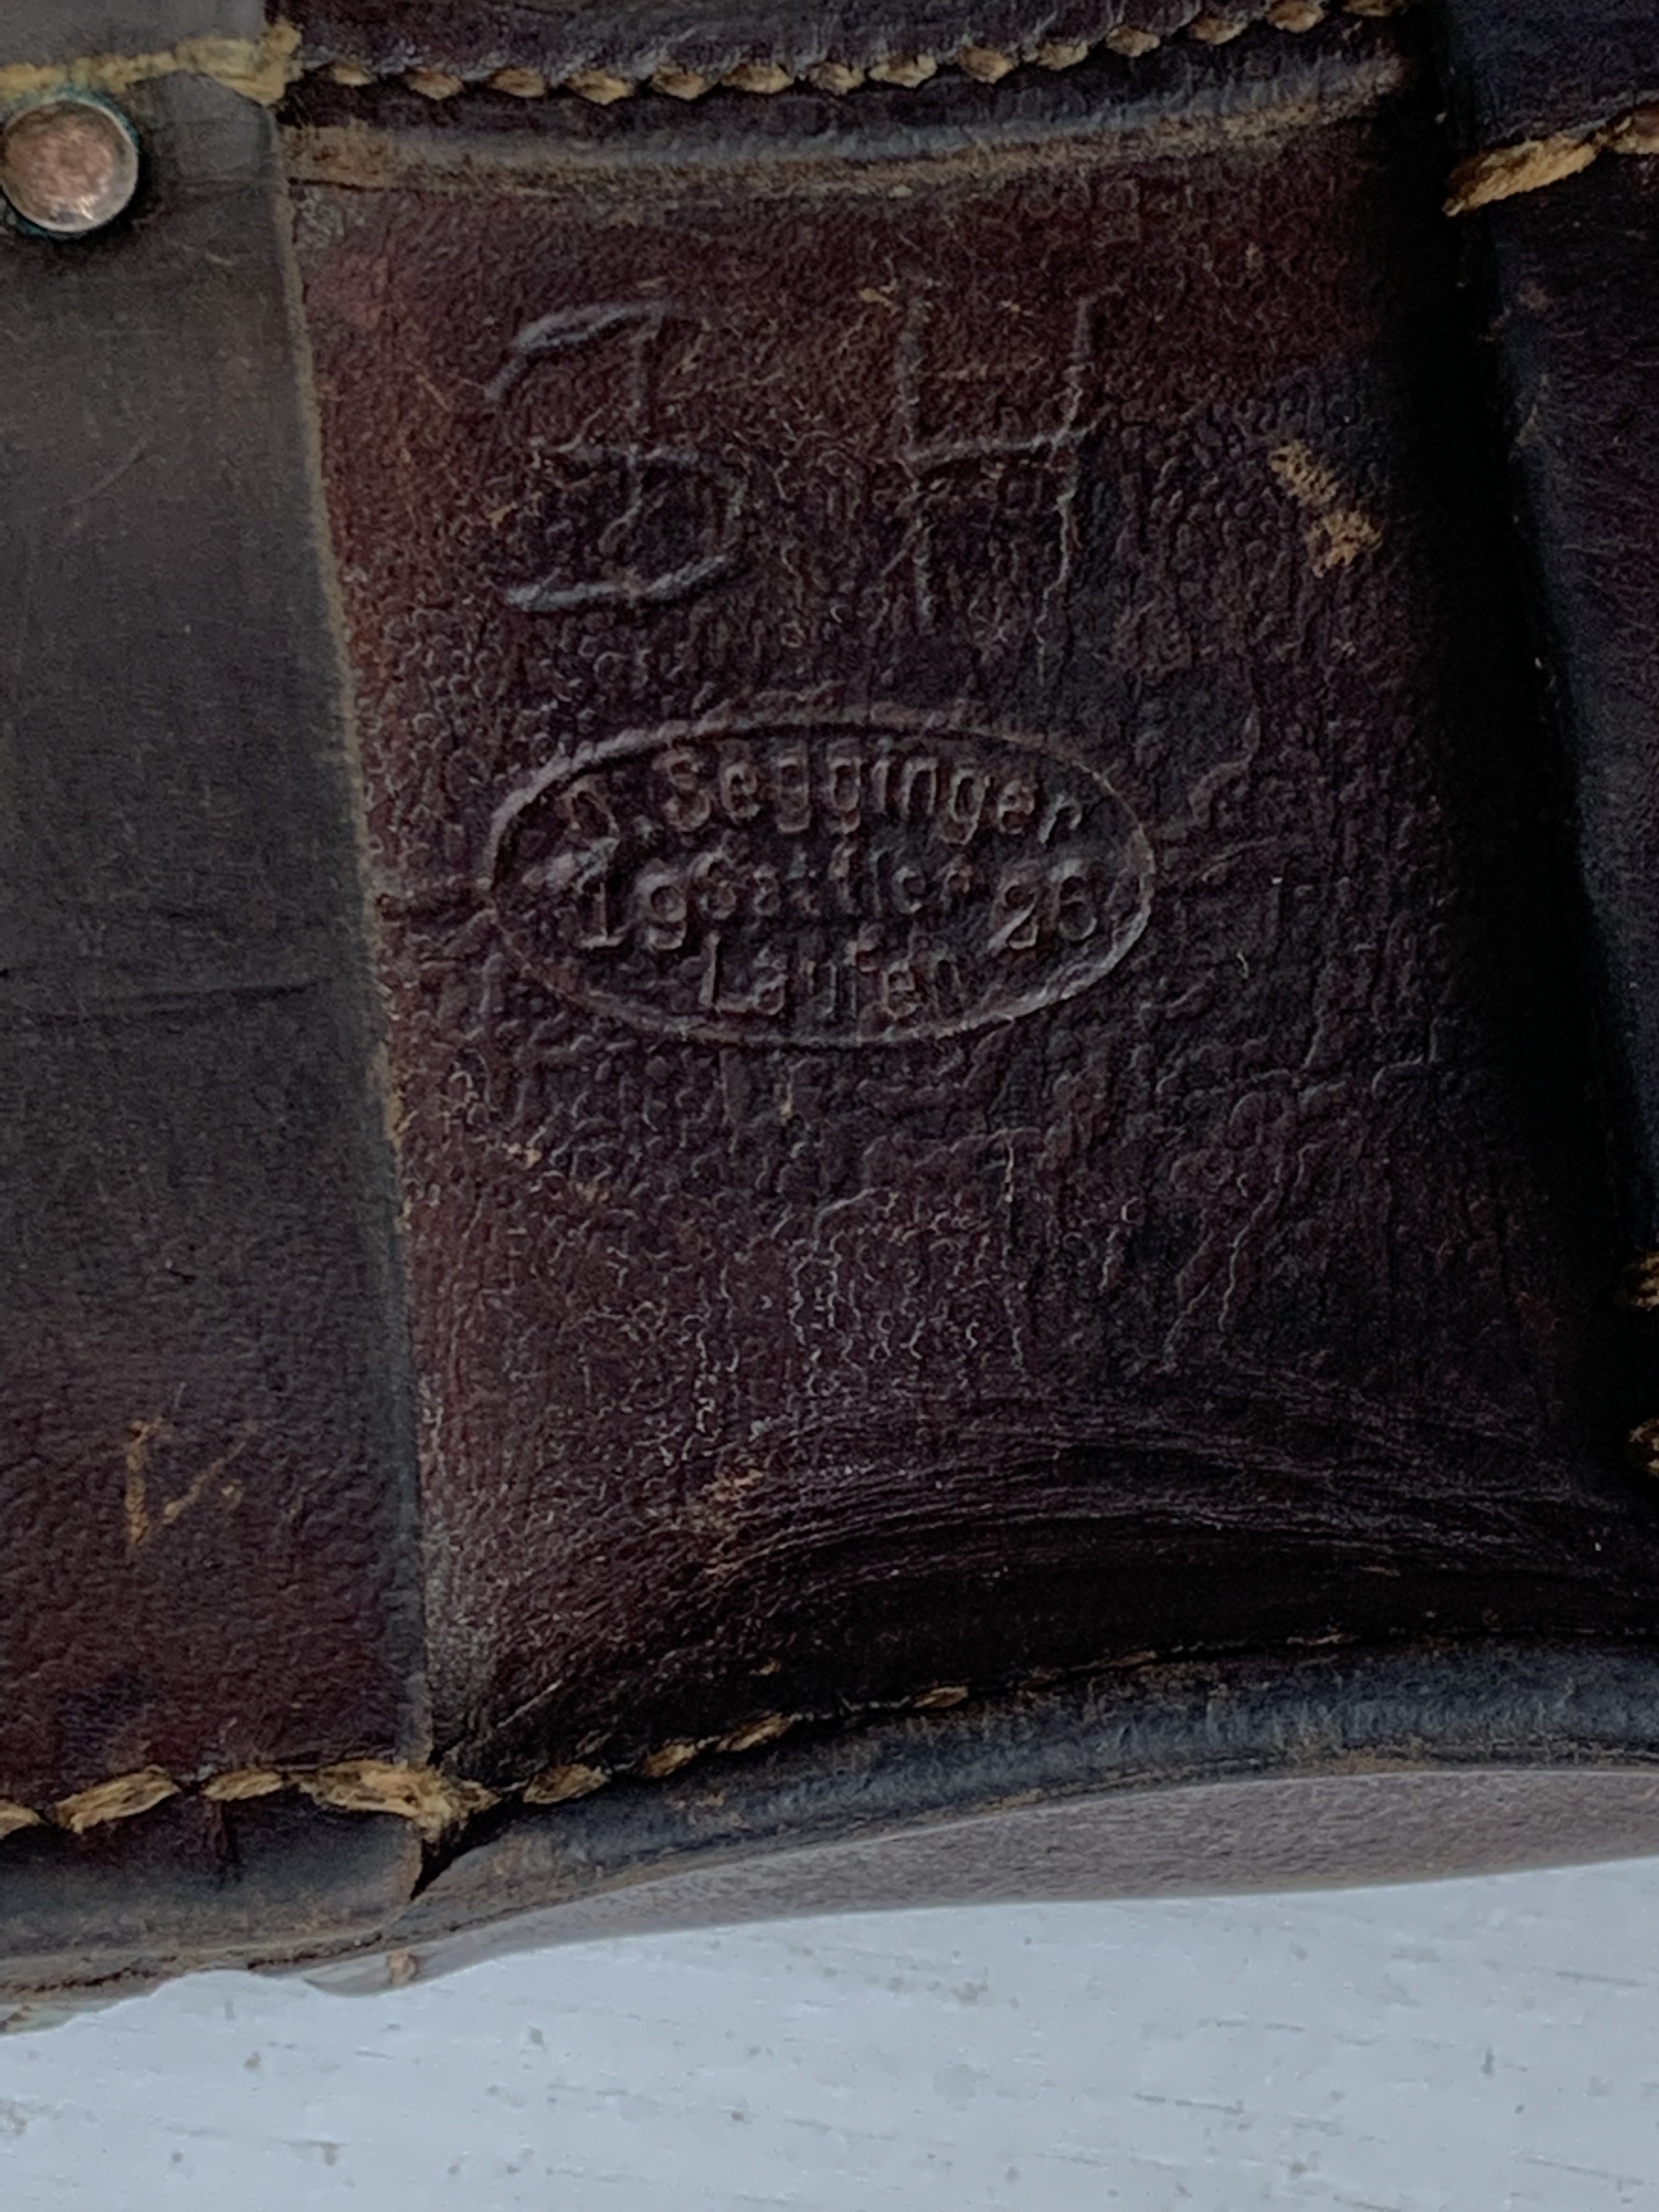 B H
D. Segginger
19 Sattler 26
Laufen